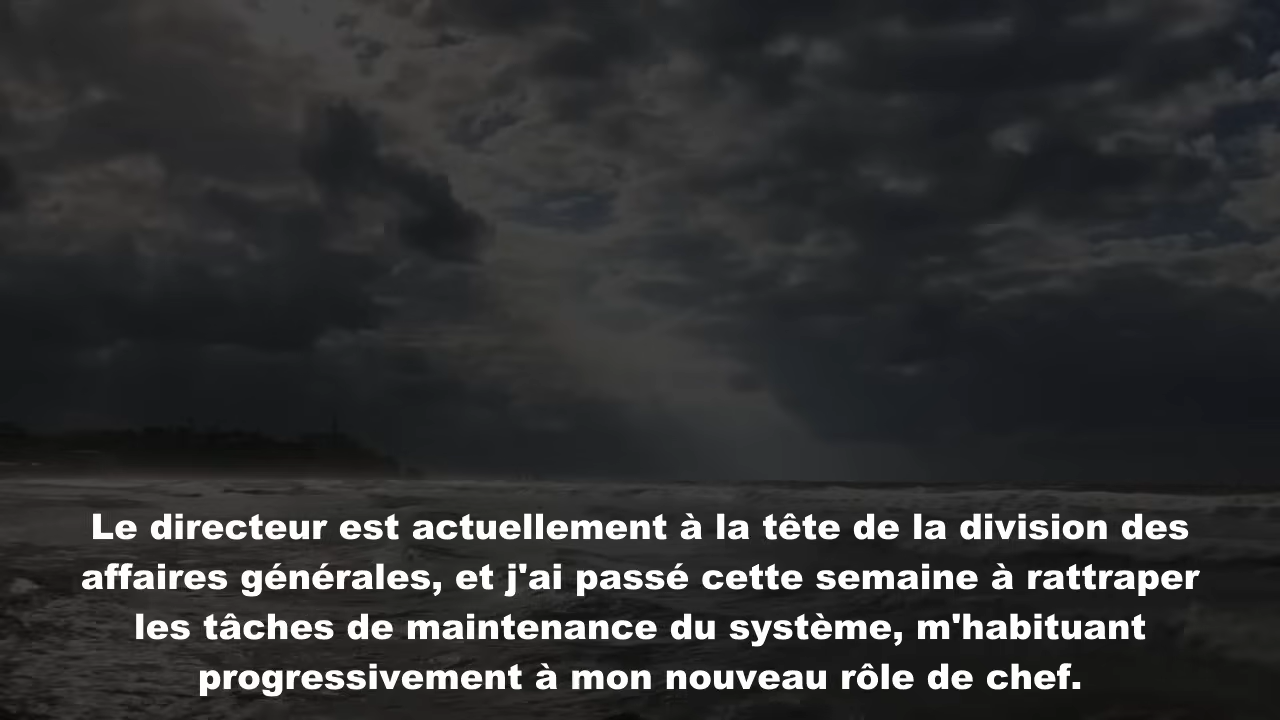 Le directeur est actuellement à la tête de la division des
affaires générales, et j'ai passé cette semaine à rattraper
les tâches de maintenance du système, m'habituant
progressivement à mon nouveau rôle de chef.